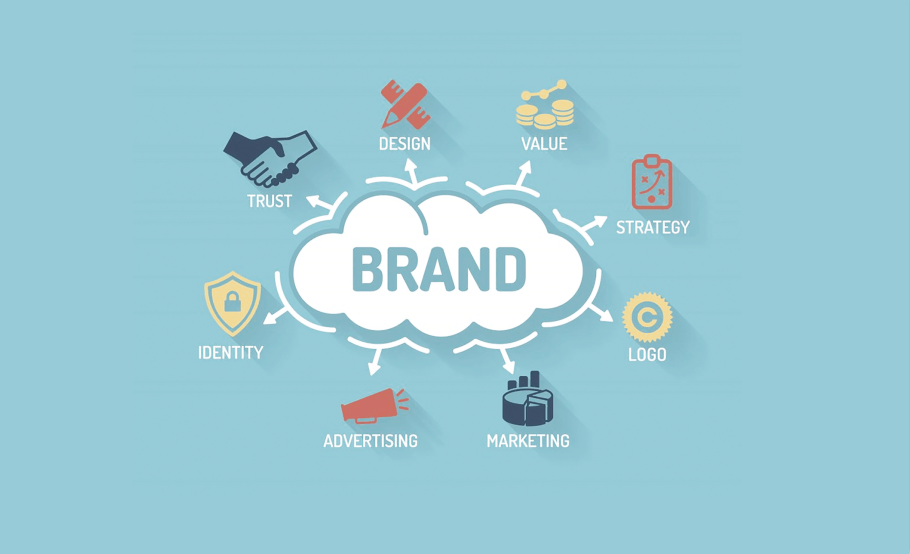 DESIGN
VALUE
TRUST
STRATEGY
BRAND
IDENTITY
C
LOGO
ADVERTISING
MARKETING